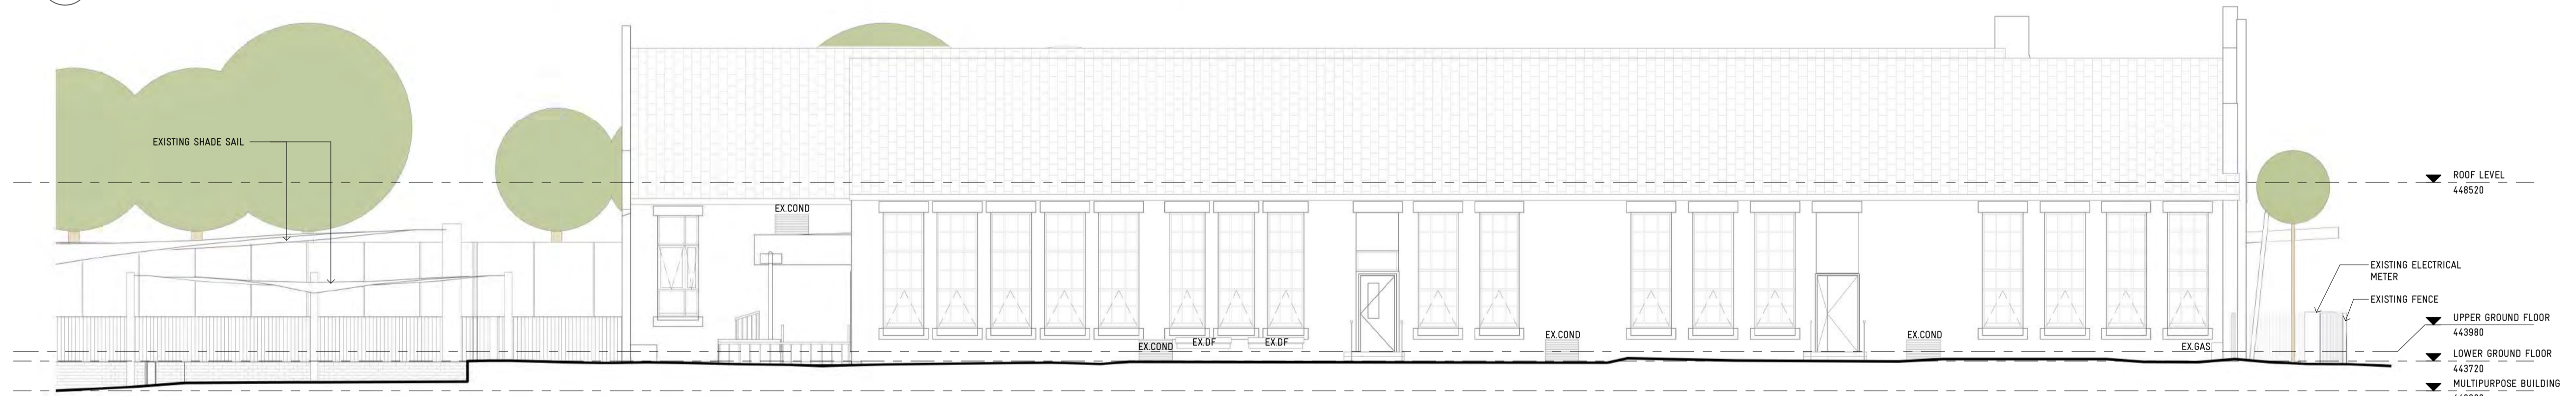 EXISTING SHADE SAIL
EX.COND
ROOF LEVEL
448520
EXISTING ELECTRICAL
METER
EXISTING FENCE
UPPER GROUND FLOOR
443980
EX.COND
EX.DF
EX.DF
EX.COND
EX.COND
EX.GAS
LOWER GROUND FLOOR
443720
MULTIPURPOSE BUILDING